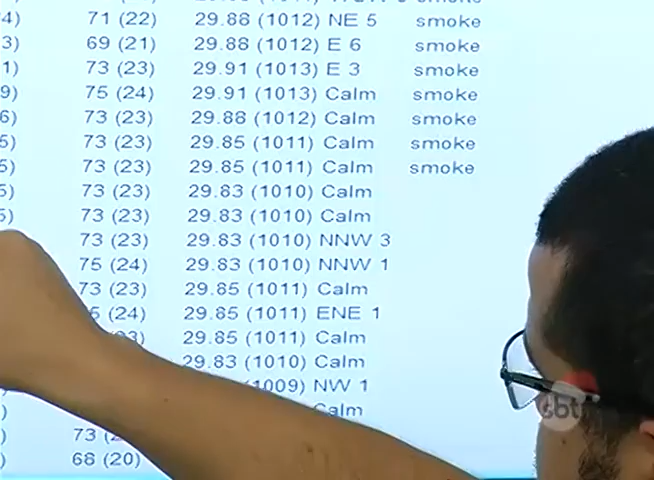 4) 71 (22) 29.88 (1012) NE 5 smoke
3) 69 (21) 29.88 (1012) E 6 smoke
1) 73 (23) 29.91 (1013) E 3 smoke
9) 75 (24) 29.91 (1013) Calm smoke
6) 73 (23) 29.88 (1012) Calm smoke
5) 73 (23) 29.85 (1011) Calm smoke
5) 73 (23) 29.85 (1011) Calm smoke
5) 73 (23) 29.83 (1010) Calm
5) 73 (23) 29.83 (1010) Calm
73 (23) 29.83 (1010) NNW 3
75 (24) 29.83 (1010) NNW 1
73 (23) 29.85 (1011) Calm
5 (24) 29.85 (1011) ENE 1
29.85 (1011) Calm
29.83 (1010) Calm
(1009) NW 1
) Calm
) 73
) 68 (20)
sbt